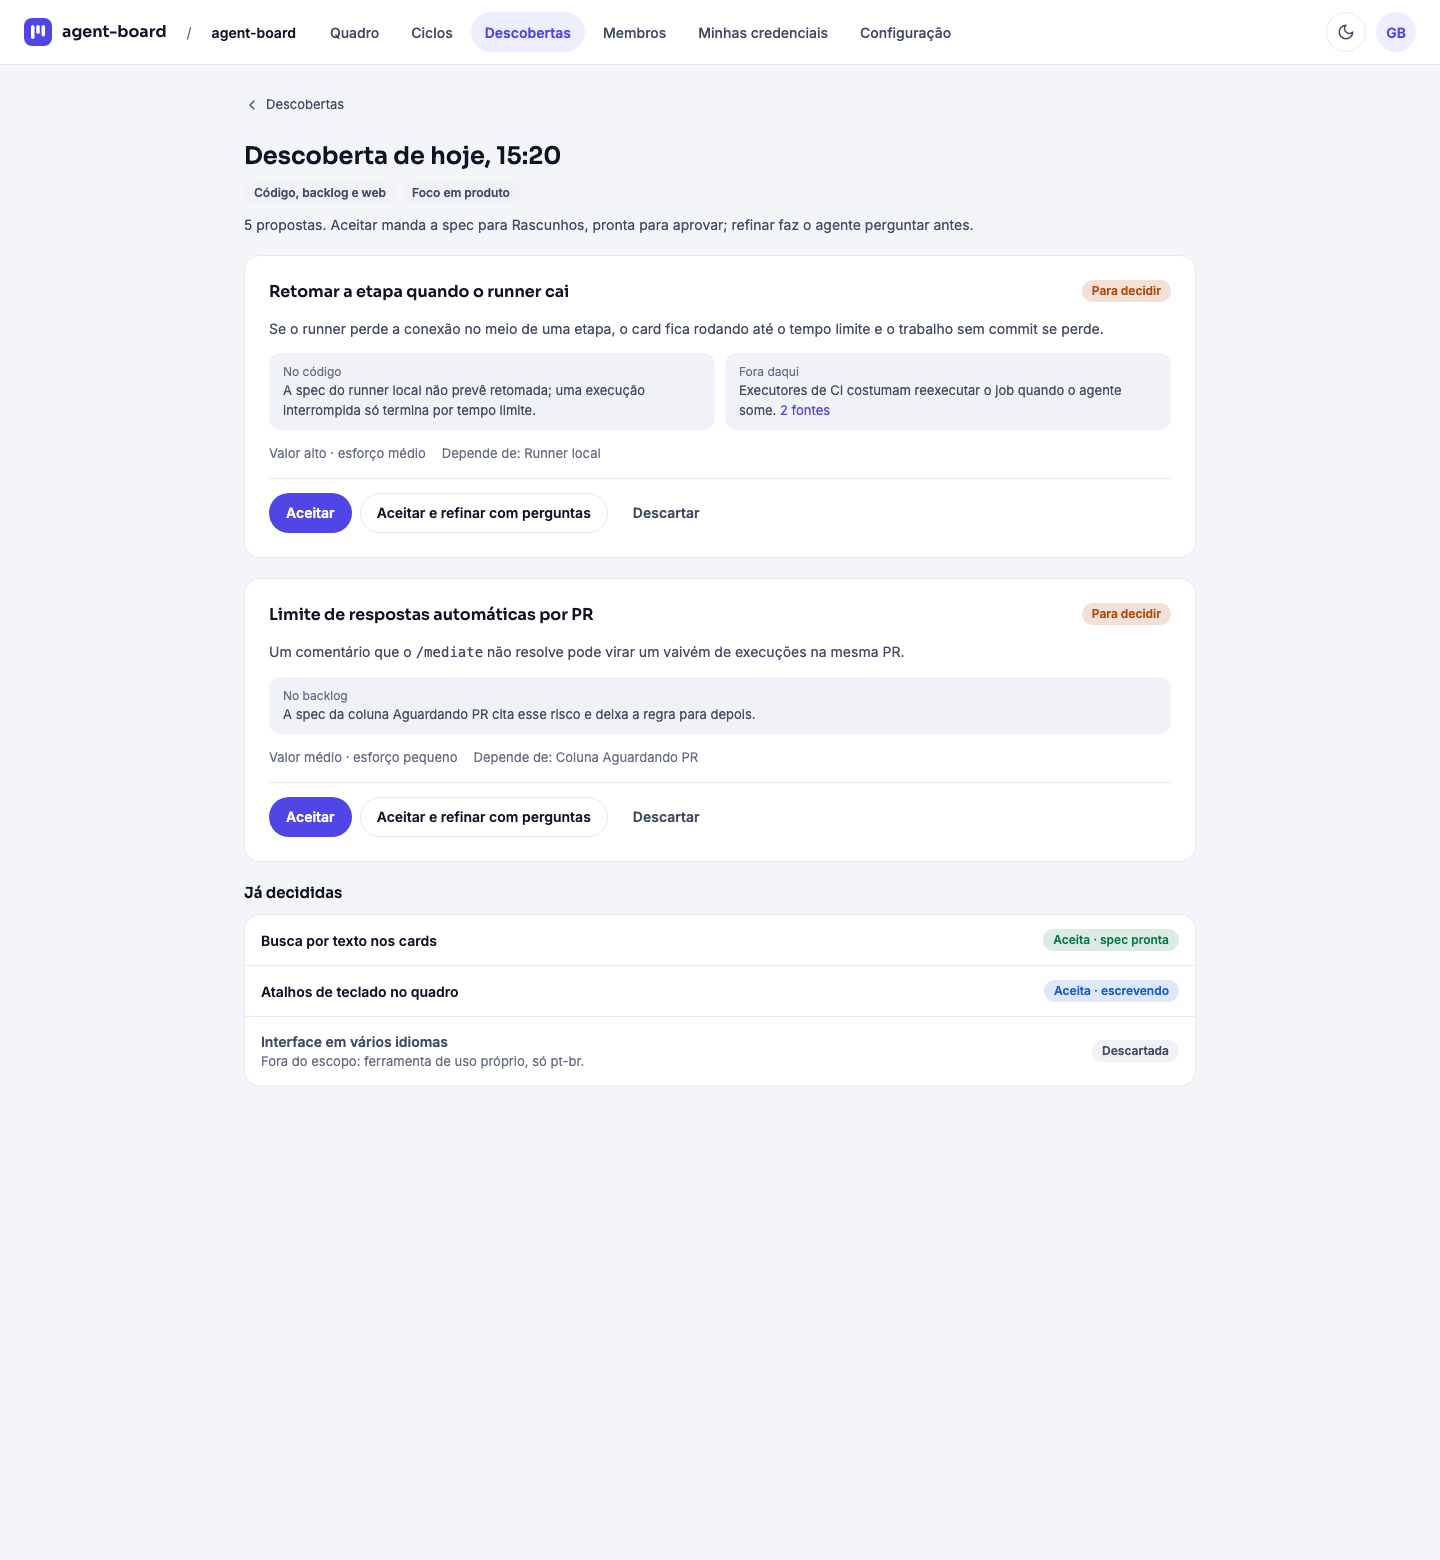 agent-board / agent-board Quadro Ciclos Descobertas Membros Minhas credenciais Configuração GB
Descobertas
Descoberta de hoje, 15:20
Código, backlog e web Foco em produto
5 propostas. Aceitar manda a spec para Rascunhos, pronta para aprovar; refinar faz o agente perguntar antes.
Retomar a etapa quando o runner cai Para decidir
Se o runner perde a conexão no meio de uma etapa, o card fica rodando até o tempo limite e o trabalho sem commit se perde.
No código
A spec do runner local não prevê retomada; uma execução
interrompida só termina por tempo limite.
Fora daqui
Executores de CI costumam reexecutar o job quando o agente
some. 2 fontes
Valor alto · esforço médio Depende de: Runner local
Aceitar Aceitar e refinar com perguntas Descartar
Limite de respostas automáticas por PR Para decidir
Um comentário que o /mediate não resolve pode virar um vaivém de execuções na mesma PR.
No backlog
A spec da coluna Aguardando PR cita esse risco e deixa a regra para depois.
Valor médio · esforço pequeno Depende de: Coluna Aguardando PR
Aceitar Aceitar e refinar com perguntas Descartar
Já decididas
Busca por texto nos cards Aceita · spec pronta
Atalhos de teclado no quadro Aceita · escrevendo
Interface em vários idiomas Descartada
Fora do escopo: ferramenta de uso próprio, só pt-br.